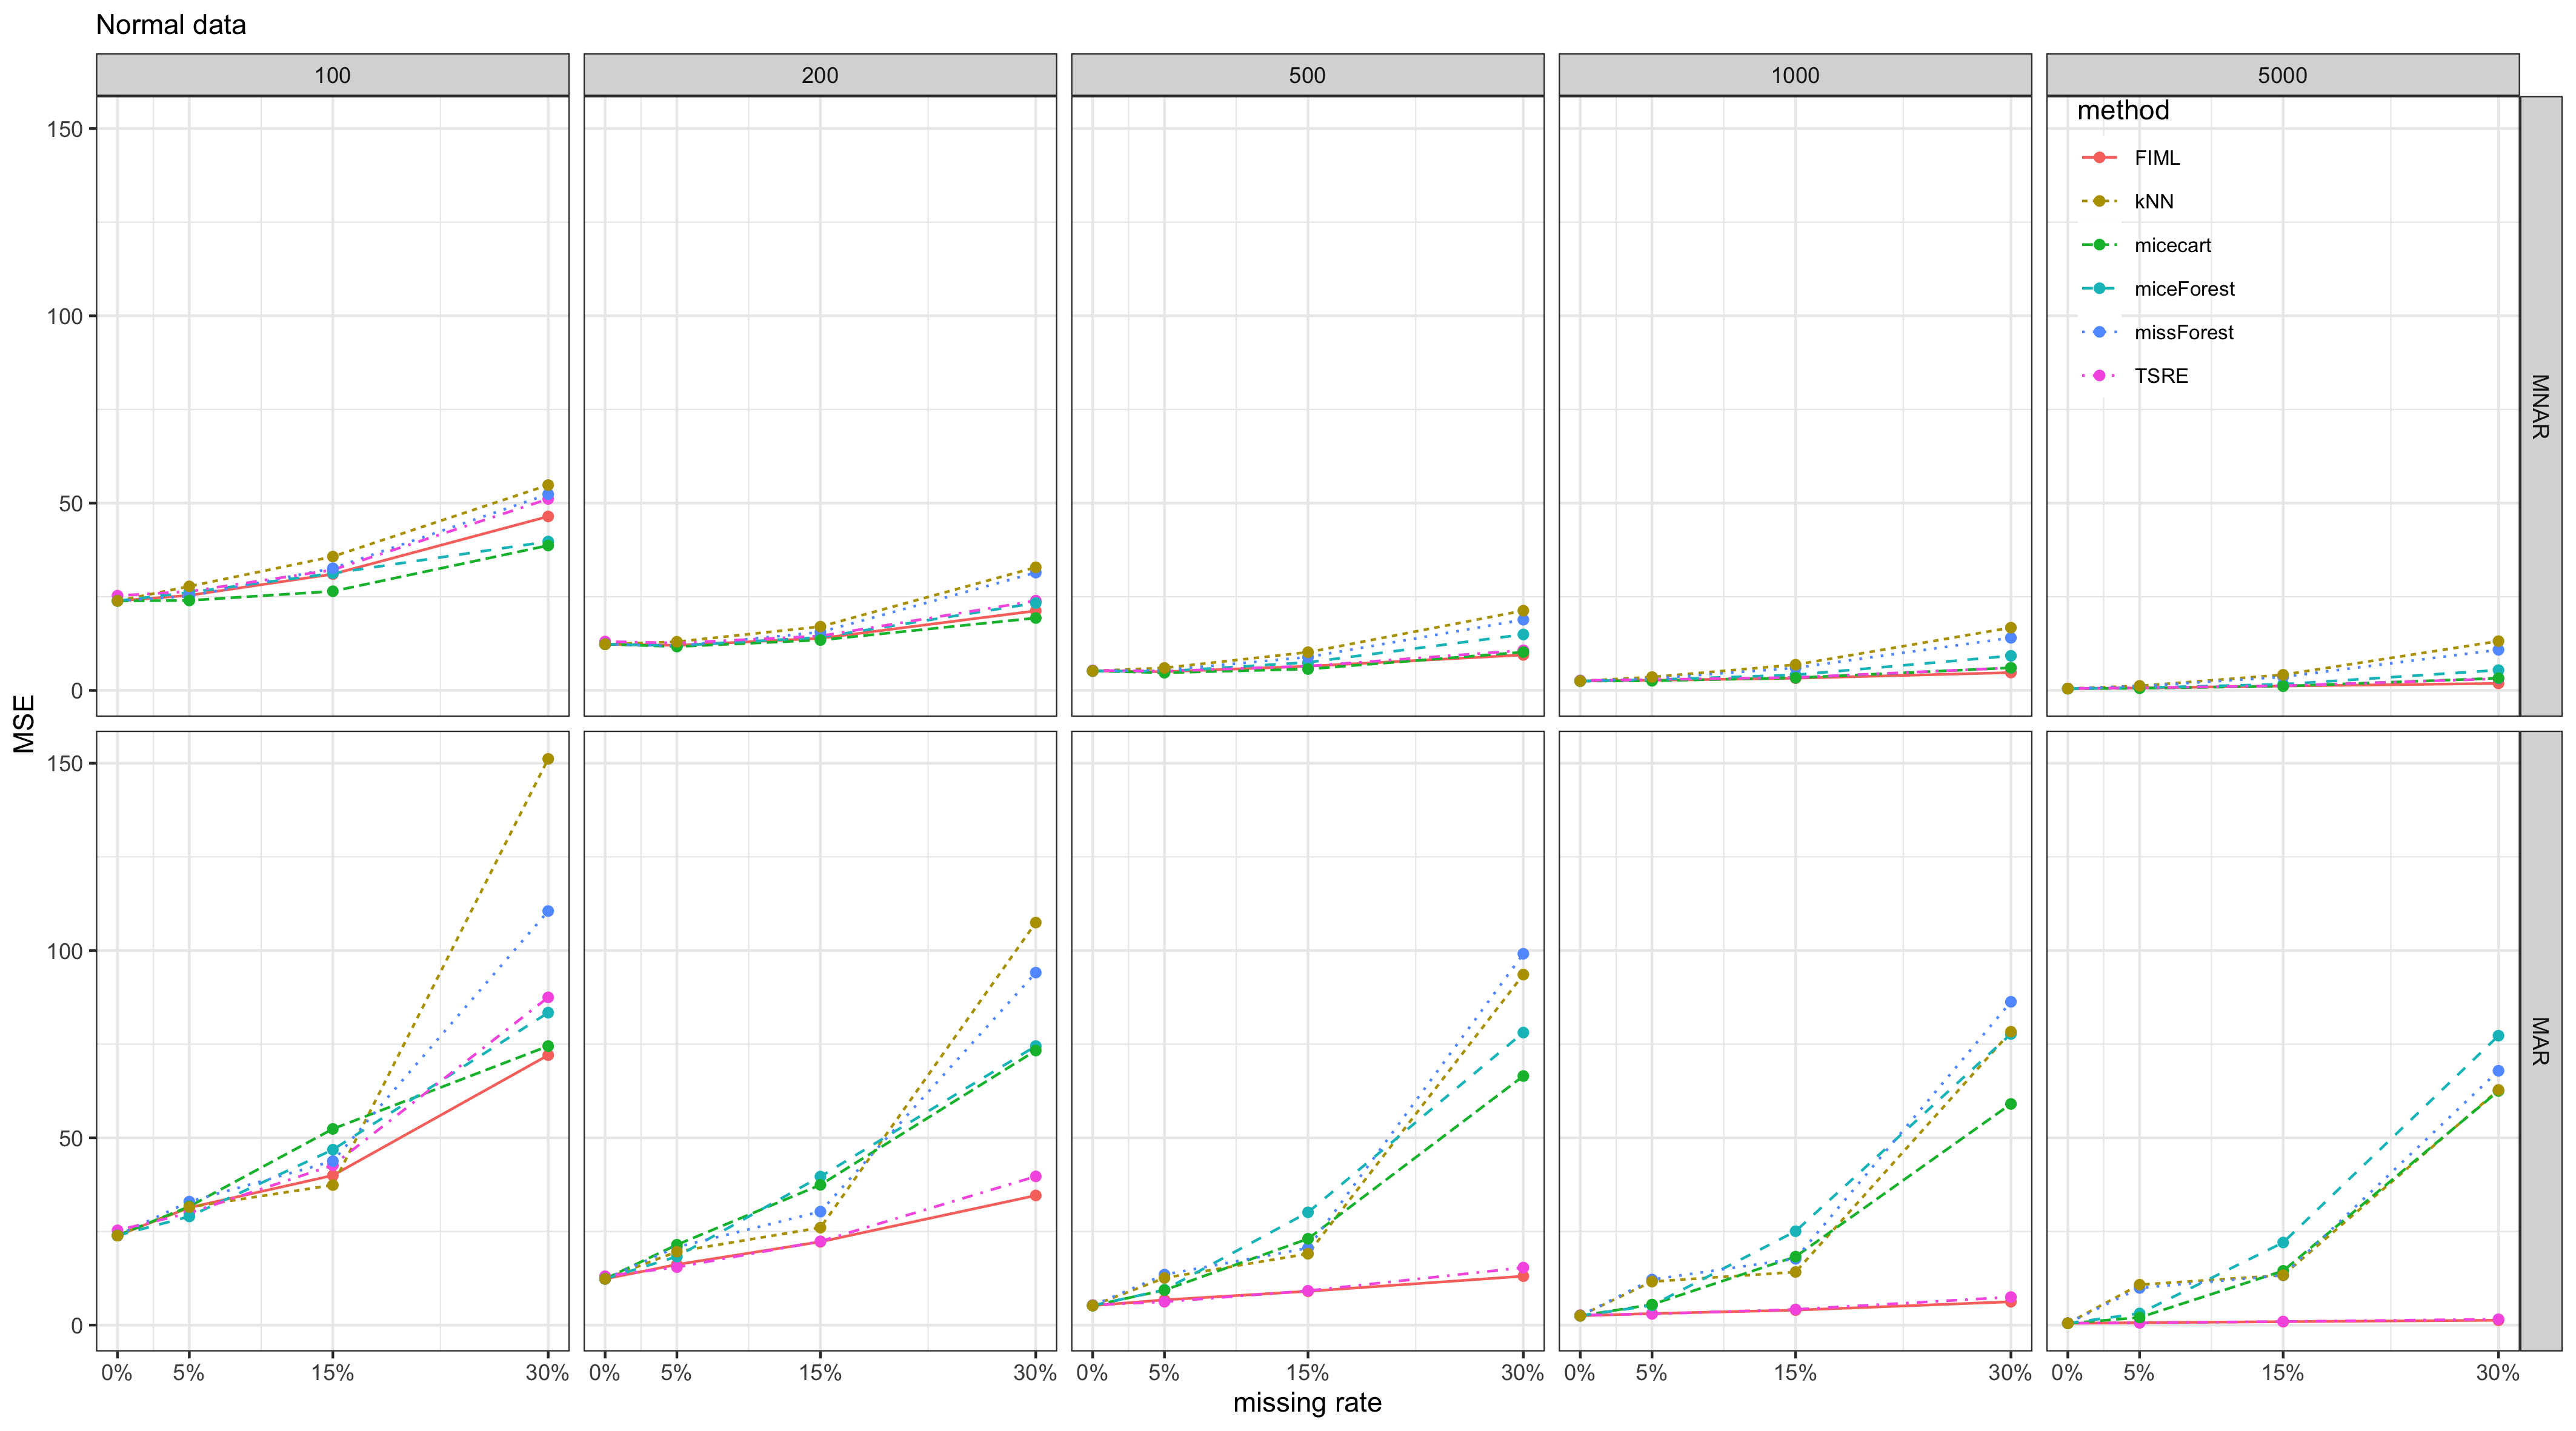 Normal data
100
200
500
1000
5000
method
FIML
kNN
micecart
miceForest
missForest
TSRE
150
100
50
0
MNAR
MSE
150
100
50
0
MAR
0% 5% 15% 30%
0% 5% 15% 30%
0% 5% 15% 30%
0% 5% 15% 30%
0% 5% 15% 30%
missing rate